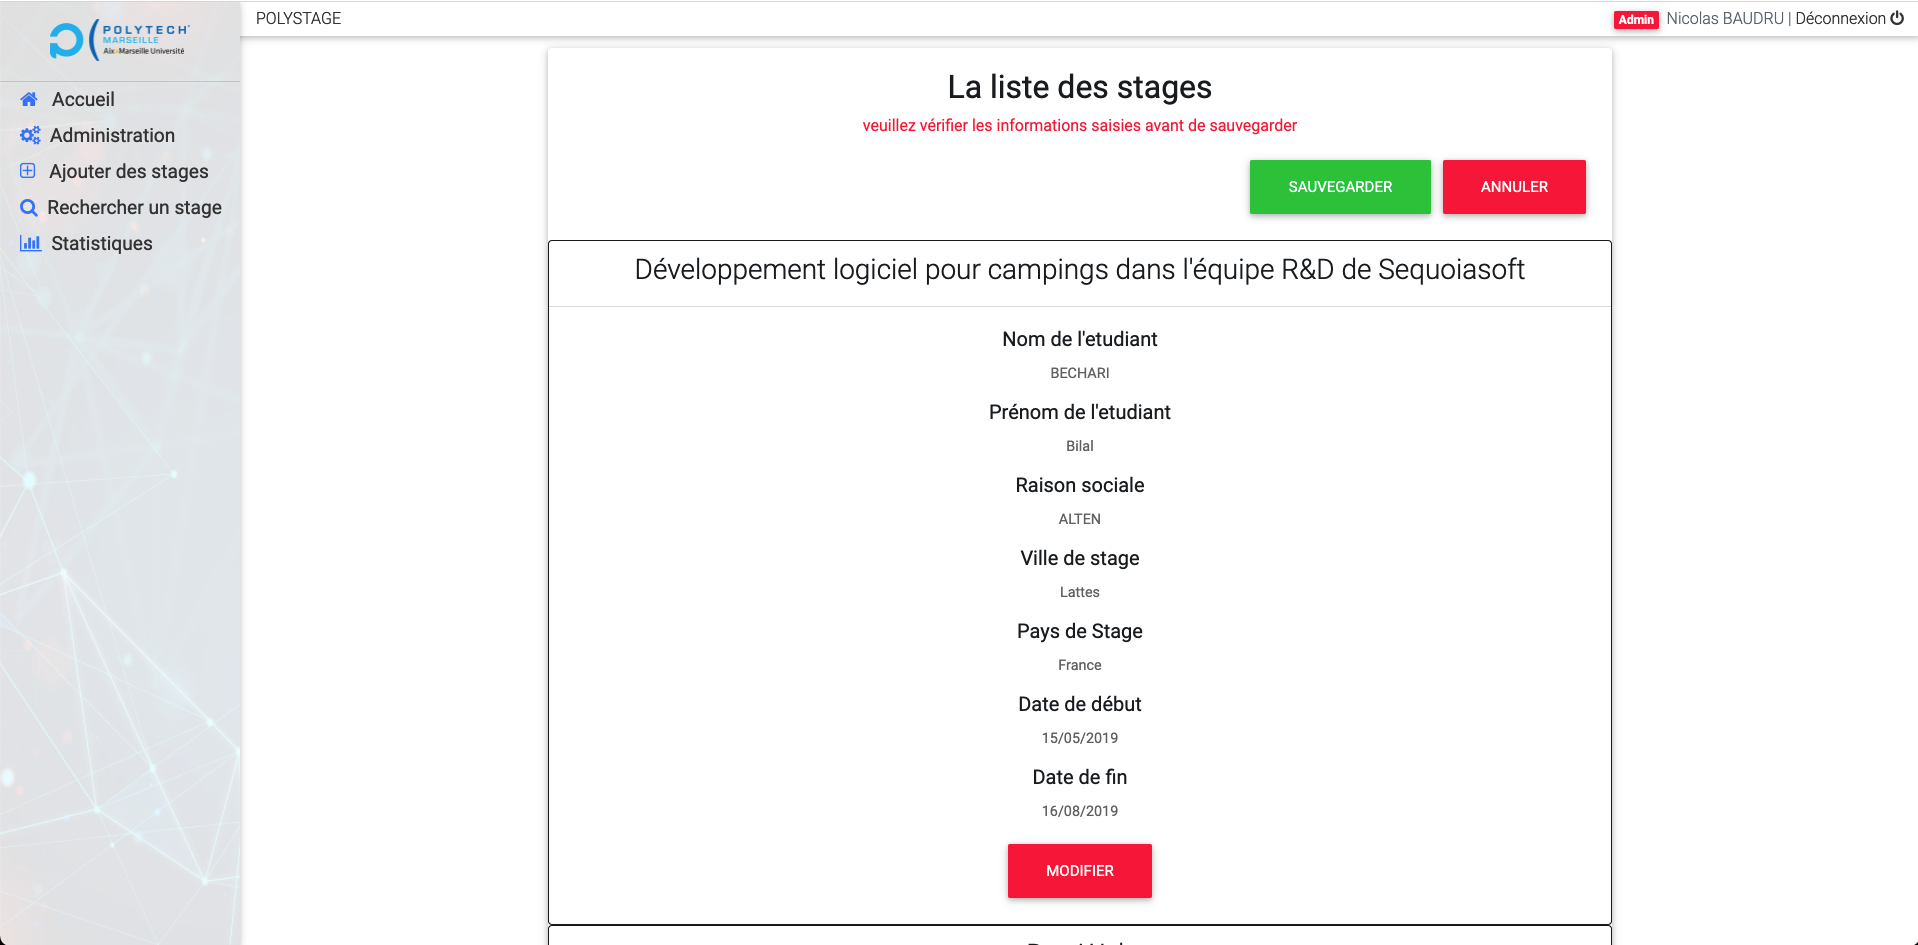 POLYTECH
MARSEILLE
Aix*Marseille Université
POLYSTAGE
Admin Nicolas BAUDRU | Déconnexion
Accueil
Administration
Ajouter des stages
Rechercher un stage
Statistiques
La liste des stages
veuillez vérifier les informations saisies avant de sauvegarder
SAUVEGARDER ANNULER
Développement logiciel pour campings dans l'équipe R&D de Sequoiasoft
Nom de l'etudiant
BECHARI
Prénom de l'etudiant
Bilal
Raison sociale
ALTEN
Ville de stage
Lattes
Pays de Stage
France
Date de début
15/05/2019
Date de fin
16/08/2019
MODIFIER